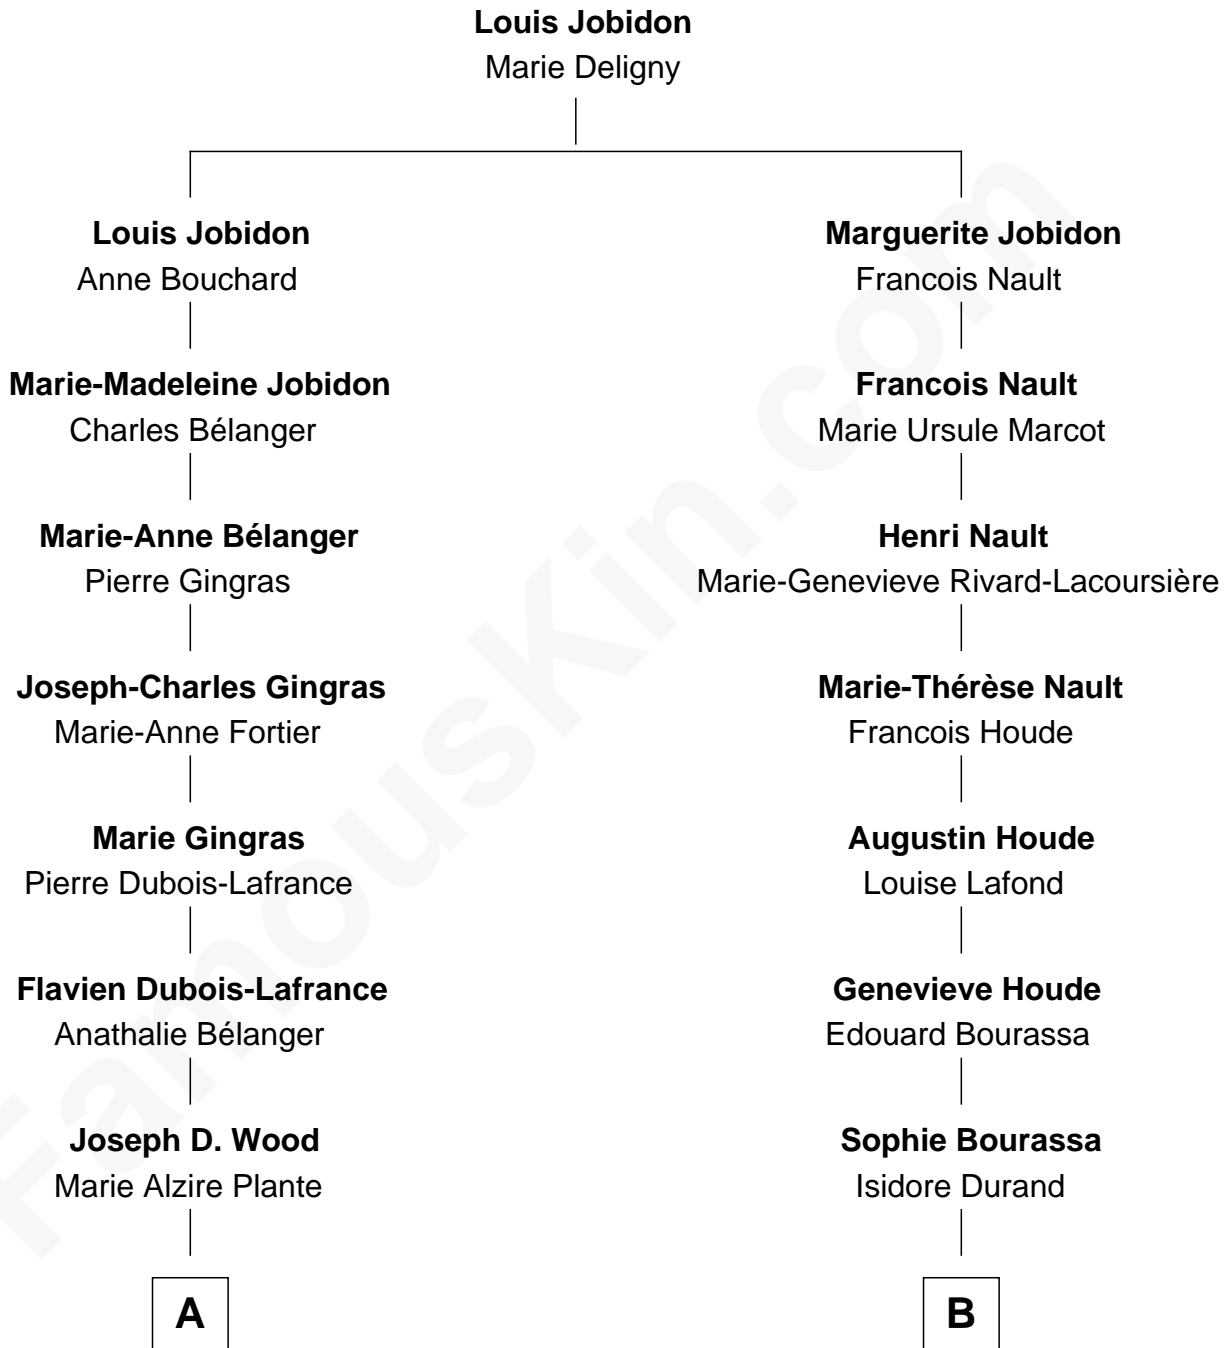 Louis Jobidon
Marie Deligny
Louis Jobidon
Anne Bouchard
Marguerite Jobidon
Francois Nault
Marie-Madeleine Jobidon
Charles Bélanger
Francois Nault
Marie Ursule Marcot
Marie-Anne Bélanger
Pierre Gingras
Henri Nault
Marie-Genevieve Rivard-Lacoursière
Joseph-Charles Gingras
Marie-Anne Fortier
Marie-Thérèse Nault
Francois Houde
Marie Gingras
Pierre Dubois-Lafrance
Augustin Houde
Louise Lafond
Flavien Dubois-Lafrance
Anathalie Bélanger
Genevieve Houde
Edouard Bourassa
Joseph D. Wood
Marie Alzire Plante
Sophie Bourassa
Isidore Durand
A
B
FamousKin.com